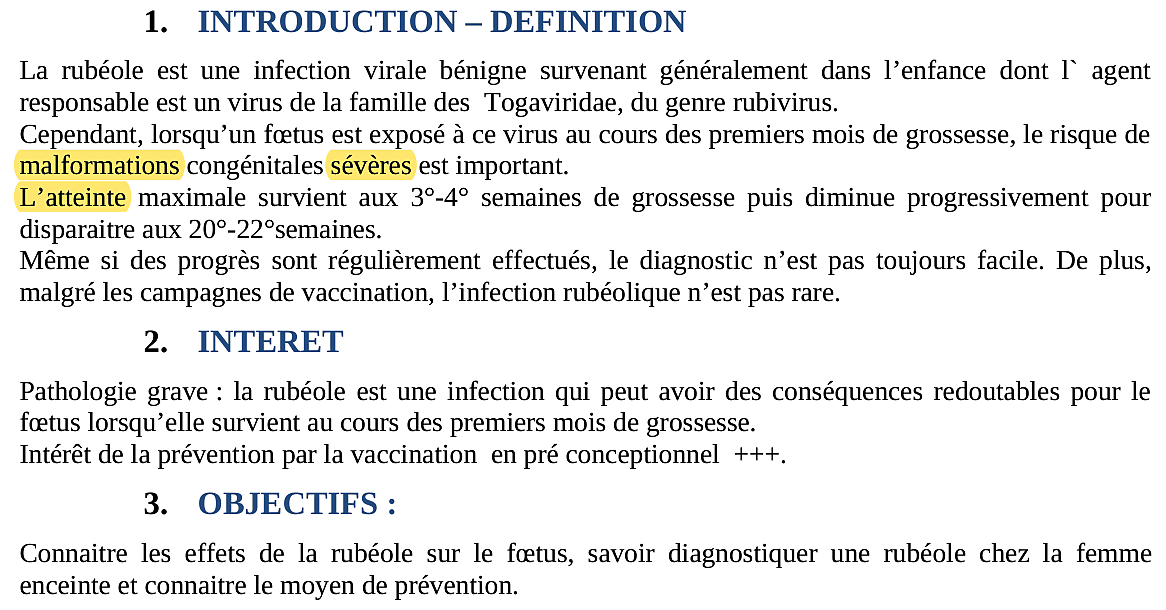 1. INTRODUCTION – DEFINITION
La rubéole est une infection virale bénigne survenant généralement dans l’enfance dont l` agent
responsable est un virus de la famille des Togaviridae, du genre rubivirus.
Cependant, lorsqu’un fœtus est exposé à ce virus au cours des premiers mois de grossesse, le risque de
malformations congénitales sévères est important.
L’atteinte maximale survient aux 3°-4° semaines de grossesse puis diminue progressivement pour
disparaitre aux 20°-22°semaines.
Même si des progrès sont régulièrement effectués, le diagnostic n’est pas toujours facile. De plus,
malgré les campagnes de vaccination, l’infection rubéolique n’est pas rare.
2. INTERET
Pathologie grave : la rubéole est une infection qui peut avoir des conséquences redoutables pour le
fœtus lorsqu’elle survient au cours des premiers mois de grossesse.
Intérêt de la prévention par la vaccination en pré conceptionnel +++.
3. OBJECTIFS :
Connaitre les effets de la rubéole sur le fœtus, savoir diagnostiquer une rubéole chez la femme
enceinte et connaitre le moyen de prévention.